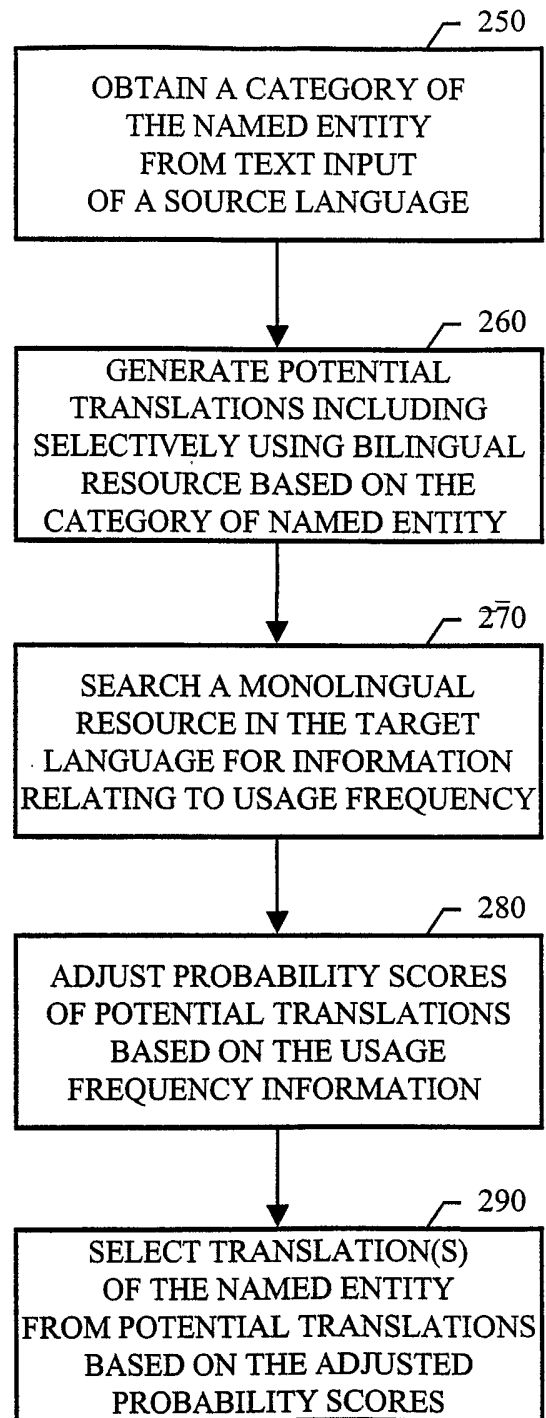 250
OBTAIN A CATEGORY OF
THE NAMED ENTITY
FROM TEXT INPUT
OF A SOURCE LANGUAGE
260
GENERATE POTENTIAL
TRANSLATIONS INCLUDING
SELECTIVELY USING BILINGUAL
RESOURCE BASED ON THE
CATEGORY OF NAMED ENTITY
270
SEARCH A MONOLINGUAL
RESOURCE IN THE TARGET
LANGUAGE FOR INFORMATION
RELATING TO USAGE FREQUENCY
280
ADJUST PROBABILITY SCORES
OF POTENTIAL TRANSLATIONS
BASED ON THE USAGE
FREQUENCY INFORMATION
290
SELECT TRANSLATION(S)
OF THE NAMED ENTITY
FROM POTENTIAL TRANSLATIONS
BASED ON THE ADJUSTED
PROBABILITY SCORES